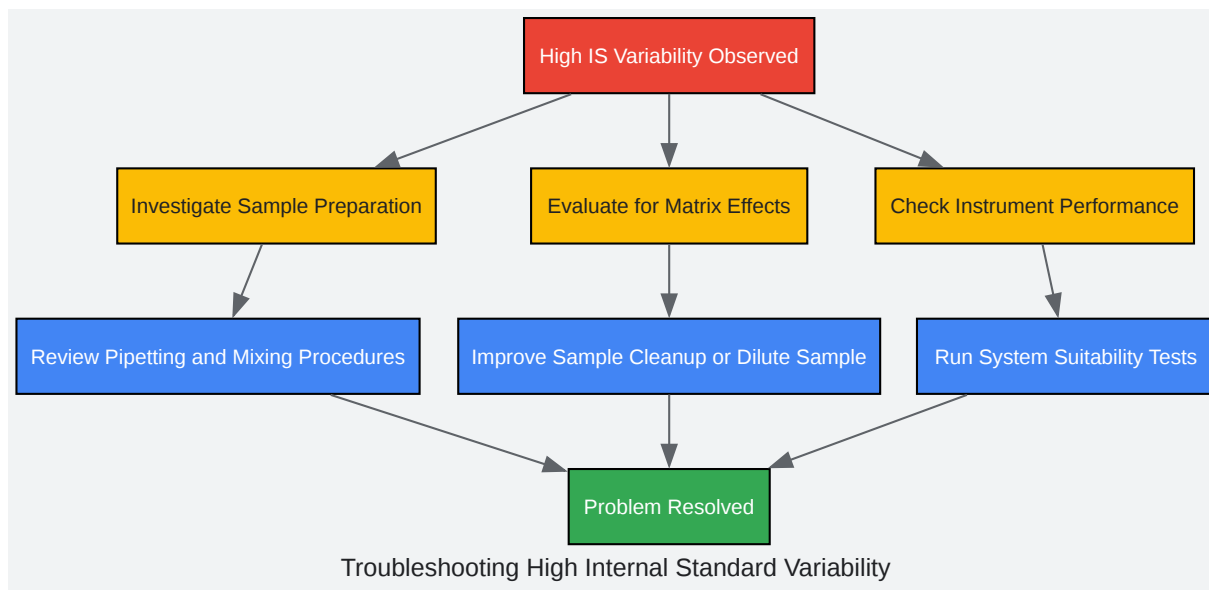 High IS Variability Observed
Investigate Sample Preparation
Evaluate for Matrix Effects
Check Instrument Performance
Review Pipetting and Mixing Procedures
Improve Sample Cleanup or Dilute Sample
Run System Suitability Tests
Problem Resolved
Troubleshooting High Internal Standard Variability